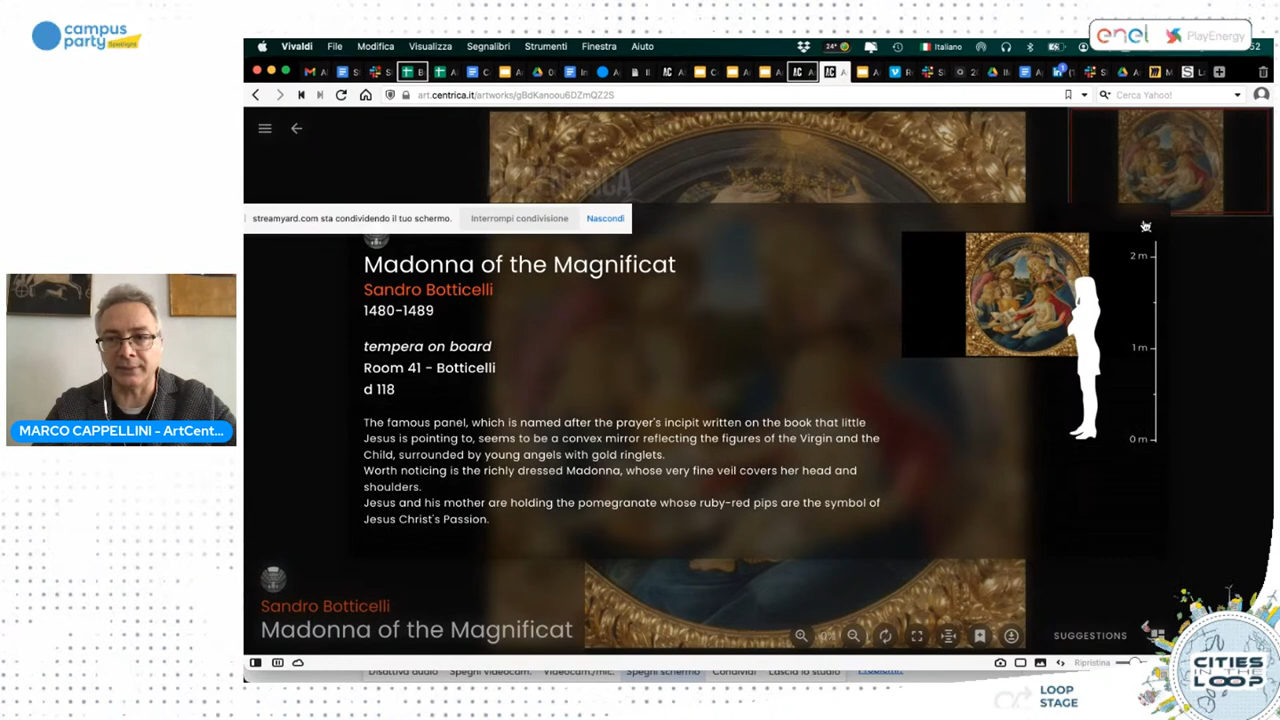 campus
party
enel
PlayEnergy
Vivaldi File Modifica Visualizza Segnalibri Strumenti Finestra Aiuto
24°
Italiano
art.centrica.it/artworks/gBdKanoou6DZmQZ2S
Cerca Yahoo!
streamyard.com sta condividendo il tuo schermo. Interrompi condivisione Nascondi
Madonna of the Magnificat
Sandro Botticelli
1480-1489
tempera on board
Room 41 - Botticelli
d 118
The famous panel, which is named after the prayer's incipit written on the book that little
Jesus is pointing to, seems to be a convex mirror reflecting the figures of the Virgin and the
Child, surrounded by young angels with gold ringlets.
Worth noticing is the richly dressed Madonna, whose very fine veil covers her head and
shoulders.
Jesus and his mother are holding the pomegranate whose ruby-red pips are the symbol of
Jesus Christ's Passion.
2 m
1 m
0 m
MARCO CAPPELLINI - ArtCent...
Sandro Botticelli
Madonna of the Magnificat
SUGGESTIONS
Ripristina
Disattiva audio Spegni videocam. Videocam./mic. Spegni schermo Condividi Lascia lo studio Problemi?
LOOP
STAGE
CITIES
IN THE
LOOP